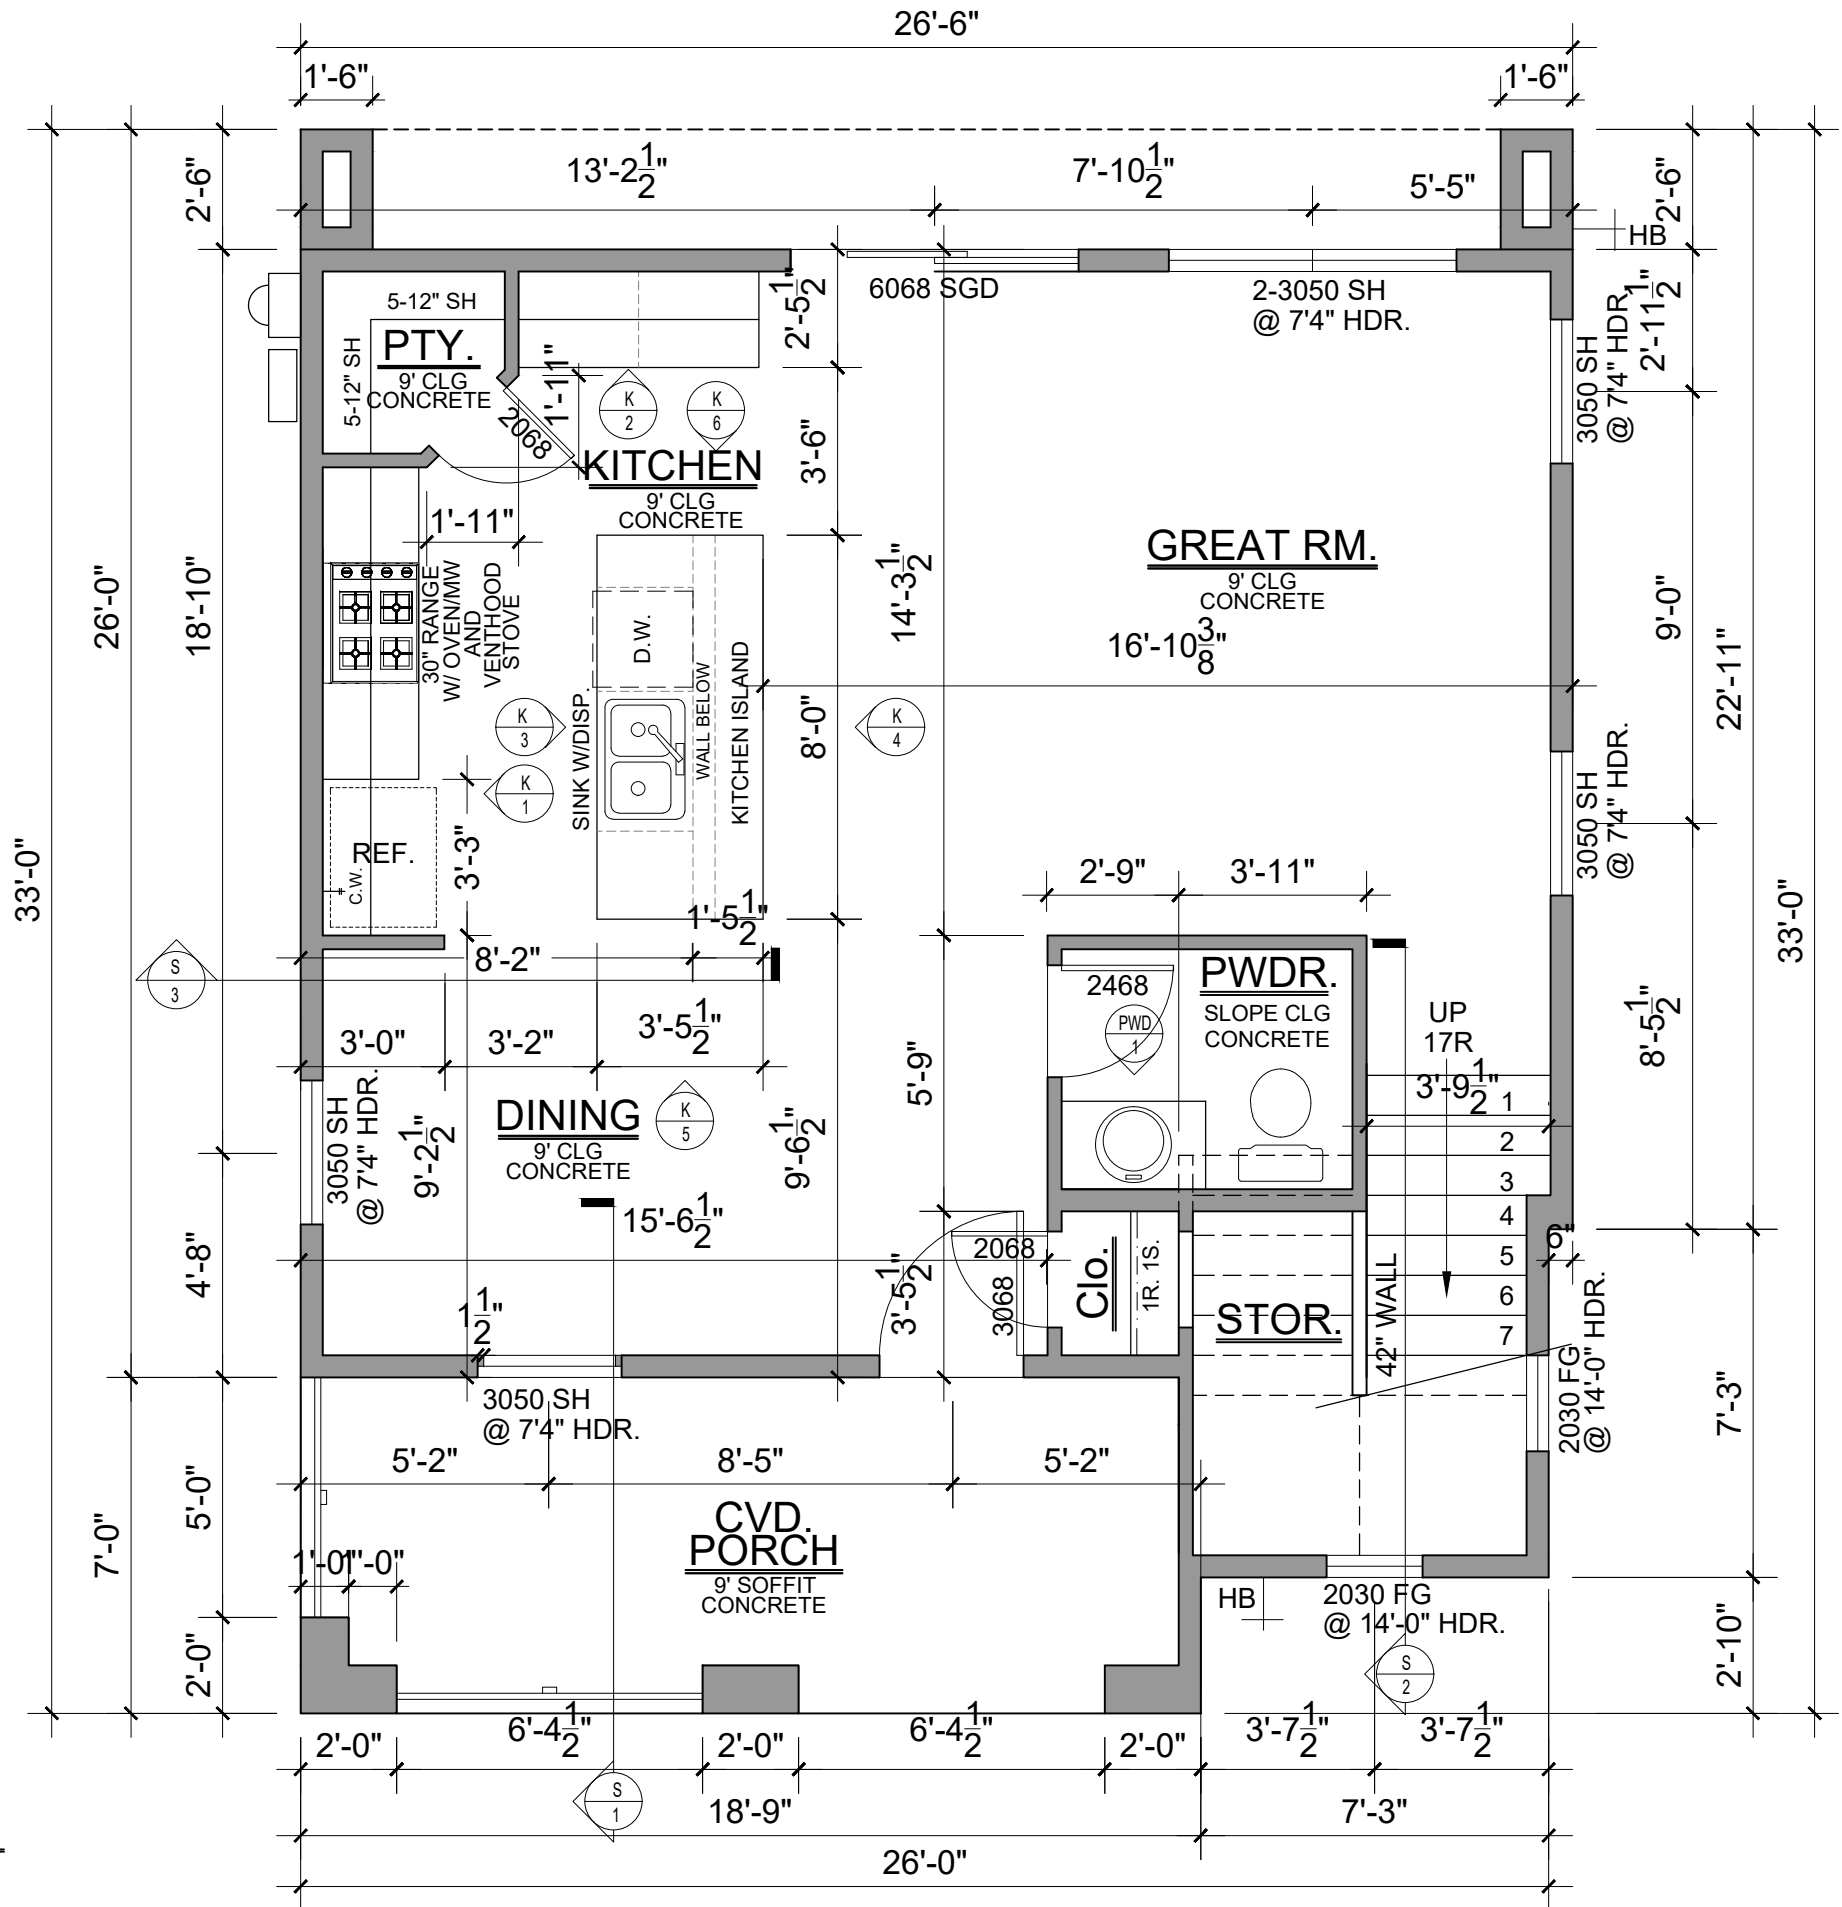 26'-6"
1'-6"
1'-6"
13'-2 1/2"
7'-10 1/2"
5'-5"
2'-6"
2'-6"
HB
5-12" SH
5-12" SH
PTY.
9' CLG
CONCRETE
2068
1'-11"
2'-5 1/2"
6068 SGD
2-3050 SH
@ 7'4" HDR.
3050 SH
@ 7'4" HDR.
2'-11 1/2"
K
2
K
6
KITCHEN
9' CLG
CONCRETE
3'-6"
1'-11"
30" RANGE
W/ OVEN/MW
AND
VENTHOOD
STOVE
D.W.
SINK W/DISP.
WALL BELOW
KITCHEN ISLAND
K
3
K
1
K
4
14'-3 1/2"
8'-0"
GREAT RM.
9' CLG
CONCRETE
16'-10 3/8"
26'-0"
18'-10"
33'-0"
9'-0"
22'-11"
33'-0"
3050 SH
@ 7'4" HDR.
REF.
C.W.
3'-3"
1'-5 1/2"
8'-2"
S
3
2'-9"
3'-11"
PWDR.
SLOPE CLG
CONCRETE
2468
PWD
1
UP
17R
3'-9 1/2"
1
2
3
4
5
6
7
8'-5 1/2"
3'-0"
3'-2"
3'-5 1/2"
5'-9"
3050 SH
@ 7'4" HDR.
9'-2 1/2"
DINING
9' CLG
CONCRETE
K
5
9'-6 1/2"
15'-6 1/2"
4'-8"
1 1/2"
3'-5 1/2"
2068
3068
Clo.
1R. 1S.
STOR.
42" WALL
6"
2030 FG
@ 14'-0" HDR.
7'-3"
3050 SH
@ 7'4" HDR.
5'-2"
8'-5"
5'-2"
5'-0"
7'-0"
1'-0"
1'-0"
CVD.
PORCH
9' SOFFIT
CONCRETE
HB
2030 FG
@ 14'-0" HDR.
S
2
2'-0"
2'-10"
2'-0"
6'-4 1/2"
2'-0"
6'-4 1/2"
2'-0"
3'-7 1/2"
3'-7 1/2"
S
1
18'-9"
7'-3"
26'-0"